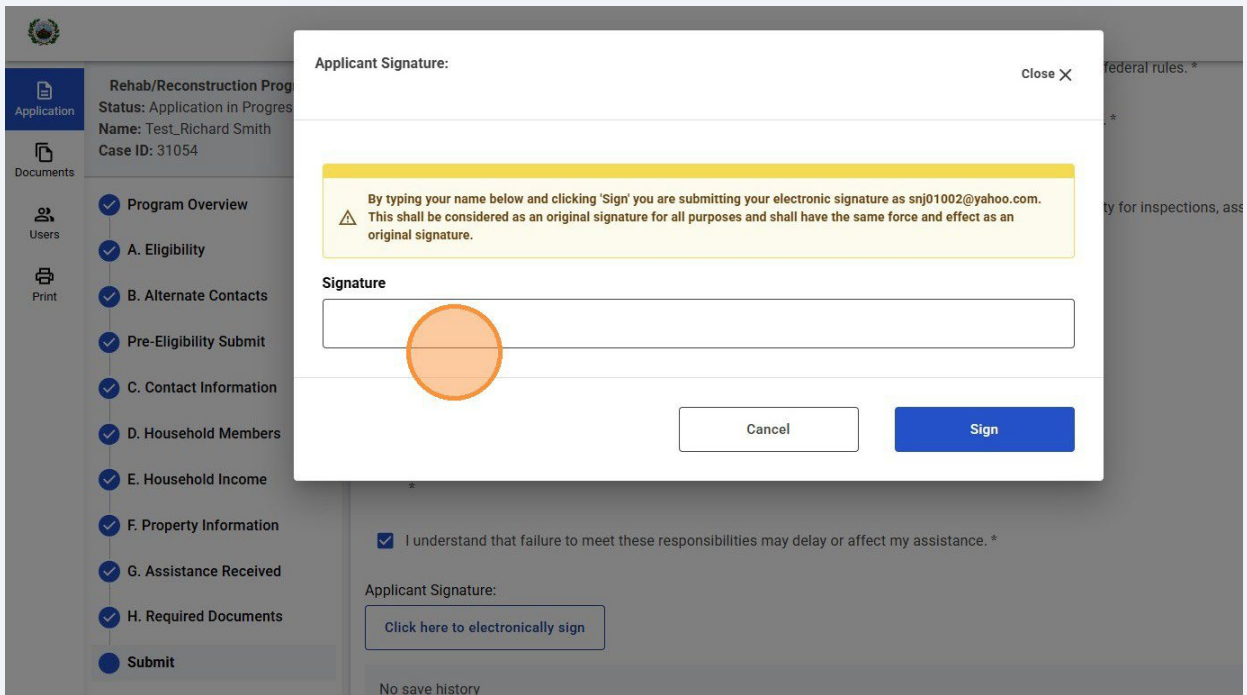 Applicant Signature:
Close
By typing your name below and clicking 'Sign' you are submitting your electronic signature as snj01002@yahoo.com.
This shall be considered as an original signature for all purposes and shall have the same force and effect as an
original signature.
Signature
Cancel
Sign
Application
Documents
Users
Print
Rehab/Reconstruction Prog
Status: Application in Progres
Name: Test_Richard Smith
Case ID: 31054
Program Overview
A. Eligibility
B. Alternate Contacts
Pre-Eligibility Submit
C. Contact Information
D. Household Members
E. Household Income
F. Property Information
G. Assistance Received
H. Required Documents
Submit
federal rules. *
. *
ty for inspections, ass
*
I understand that failure to meet these responsibilities may delay or affect my assistance. *
Applicant Signature:
Click here to electronically sign
No save history